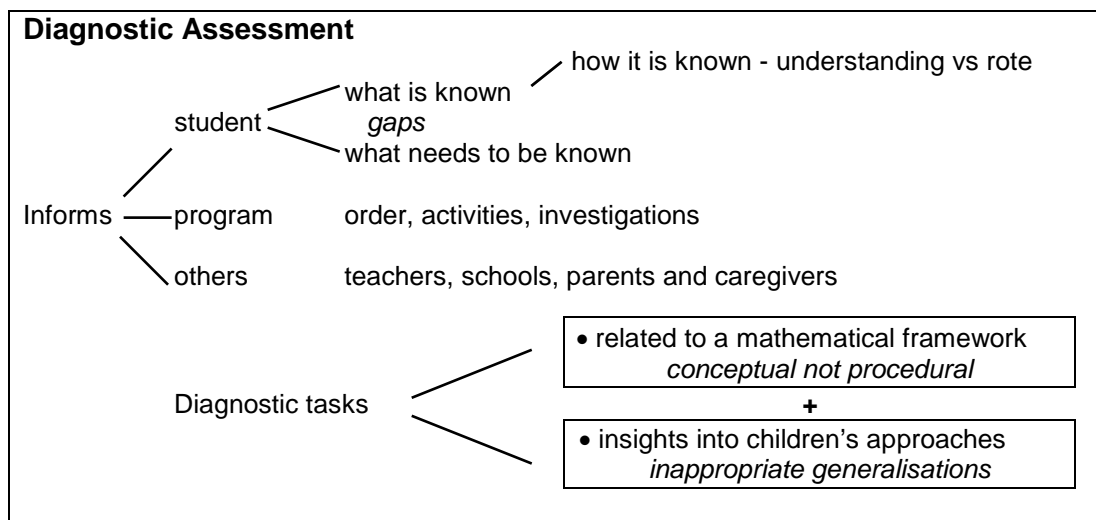 Diagnostic Assessment
how it is known - understanding vs rote
what is known
student
gaps
what needs to be known
Informs
program
order, activities, investigations
others
teachers, schools, parents and caregivers
• related to a mathematical framework
conceptual not procedural
Diagnostic tasks
+
• insights into children’s approaches
inappropriate generalisations